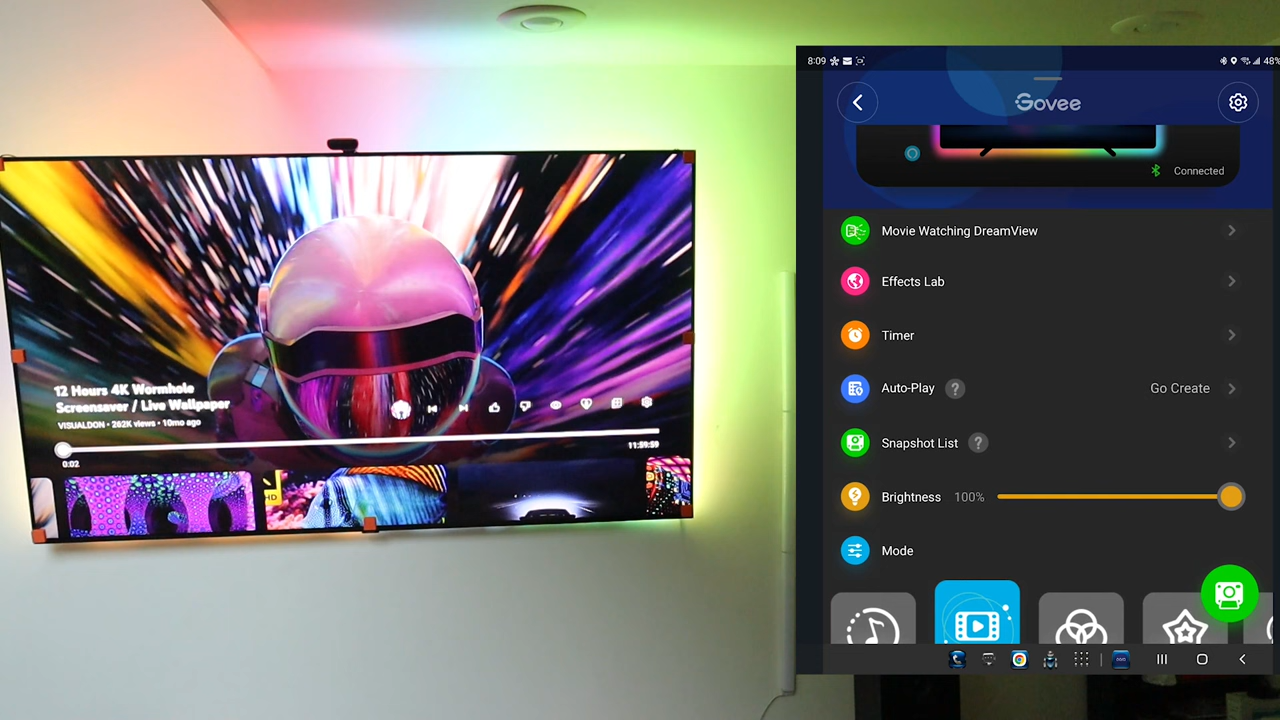 12 Hours 4K Wormhole
Screensaver / Live Wallpaper
VISUALDON • 262K views • 10mo ago
0:02
11:59:59
HD
8:09
48%
Govee
Connected
Movie Watching DreamView
Effects Lab
Timer
Auto-Play ? Go Create
Snapshot List ?
Brightness 100%
Mode